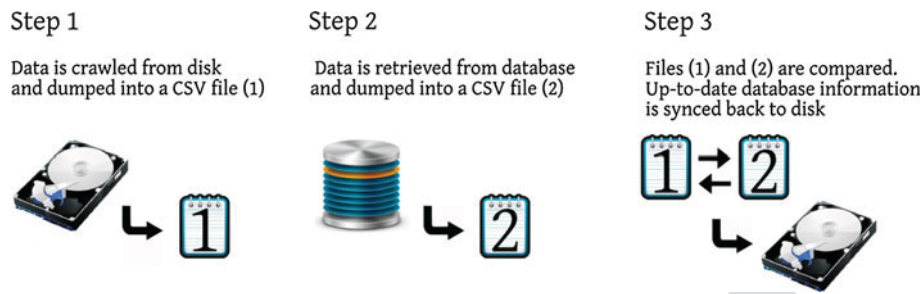 Step 1
Data is crawled from disk
and dumped into a CSV file (1)
1
Step 2
Data is retrieved from database
and dumped into a CSV file (2)
2
Step 3
Files (1) and (2) are compared.
Up-to-date database information
is synced back to disk
1 2